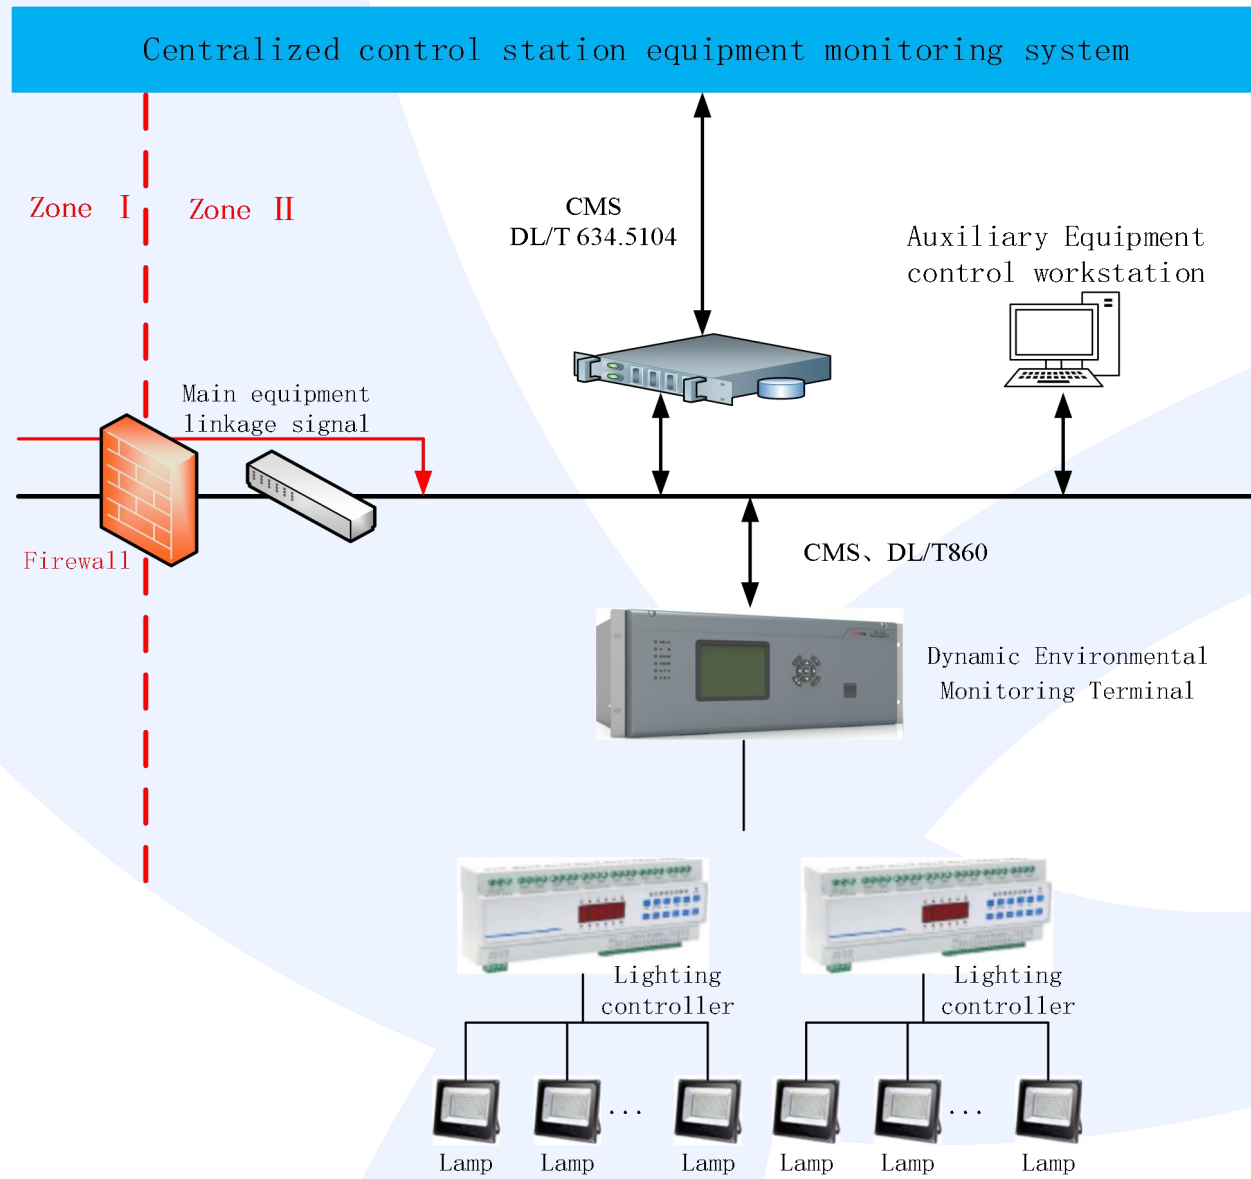 Centralized control station equipment monitoring system
Zone Ⅰ
Zone Ⅱ
CMS
DL/T 634.5104
Auxiliary Equipment
control workstation
Main equipment
linkage signal
Firewall
CMS、DL/T860
Dynamic Environmental
Monitoring Terminal
Lighting
controller
Lighting
controller
...
...
Lamp
Lamp
Lamp
Lamp
Lamp
Lamp